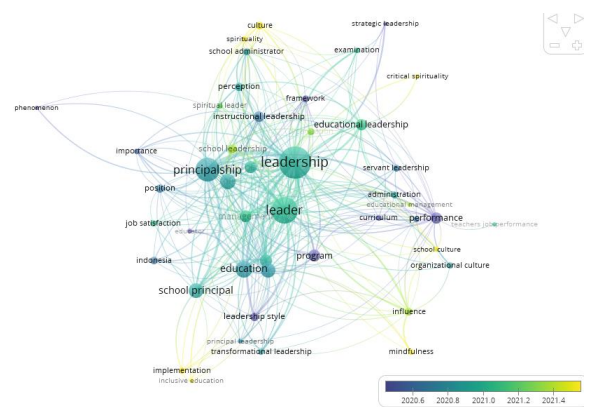 strategic leadership
culture
spirituality
school administrator
examination
critical spirituality
perception
framework
spiritual leader
phenomenon
instructional leadership
educational leadership
school leadership
importance
leadership
principalship
servant leadership
position
administration
educational management
leader
curriculum
performance
job satisfaction
teachers job performance
school culture
program
indonesia
organizational culture
education
school principal
influence
leadership style
principal leadership
transformational leadership
mindfulness
implementation
inclusive education
2020.6 2020.8 2021.0 2021.2 2021.4